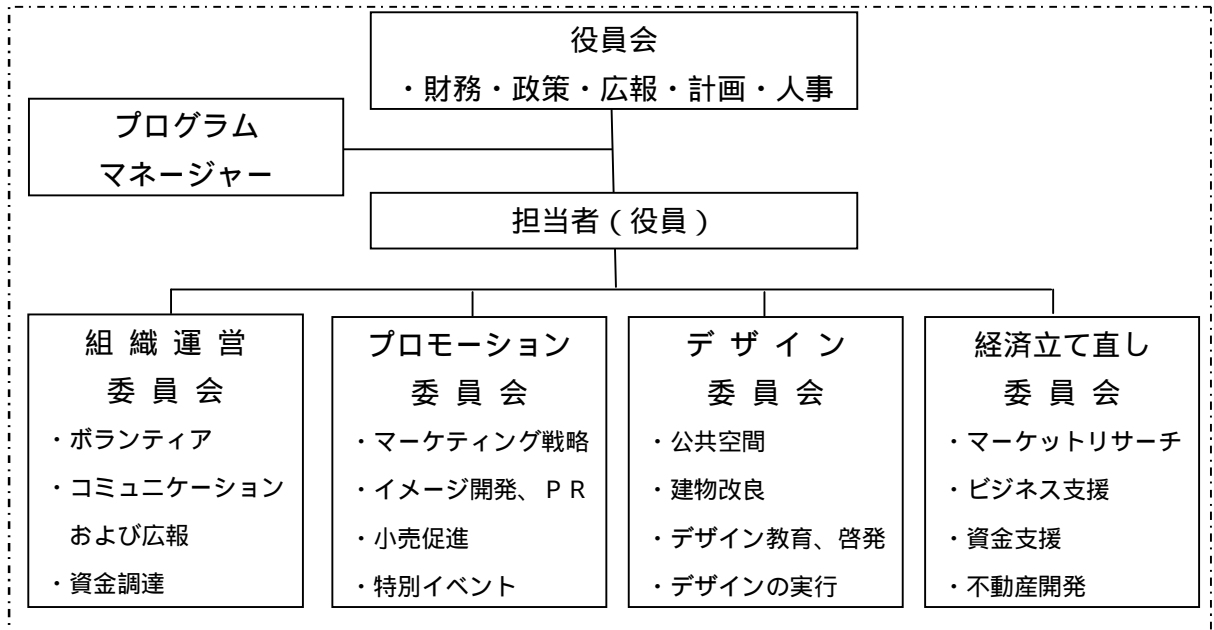 役員会
・財務・政策・広報・計画・人事
プログラム
マネージャー
担当者（役員）
組織運営
委員会
・ボランティア
・コミュニケーション
および広報
・資金調達
プロモーション
委員会
・マーケティング戦略
・イメージ開発、ＰＲ
・小売促進
・特別イベント
デザイン
委員会
・公共空間
・建物改良
・デザイン教育、啓発
・デザインの実行
経済立て直し
委員会
・マーケットリサーチ
・ビジネス支援
・資金支援
・不動産開発